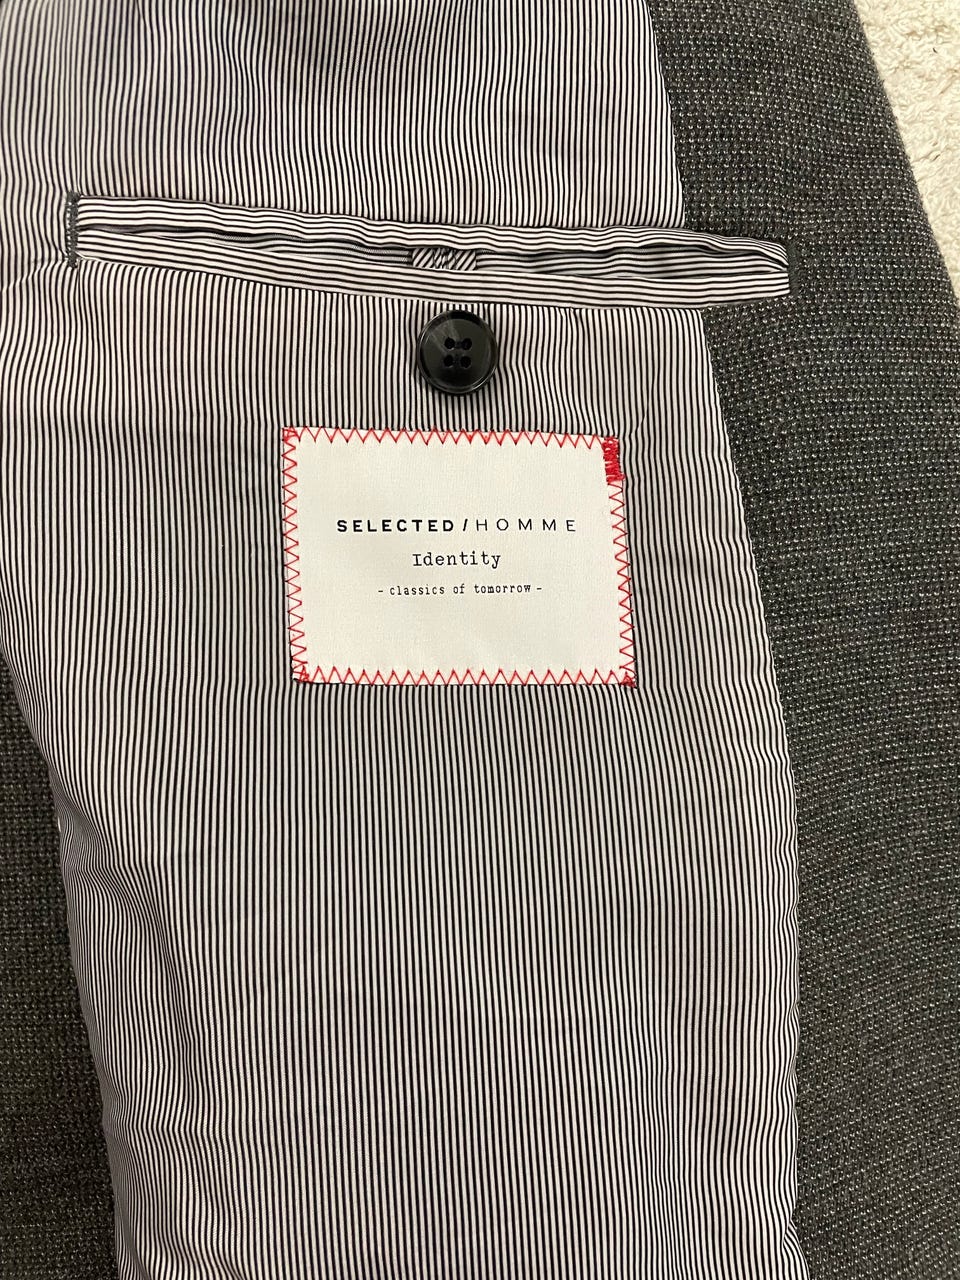 SELECTED/HOMME
Identity
- classics of tomorrow -